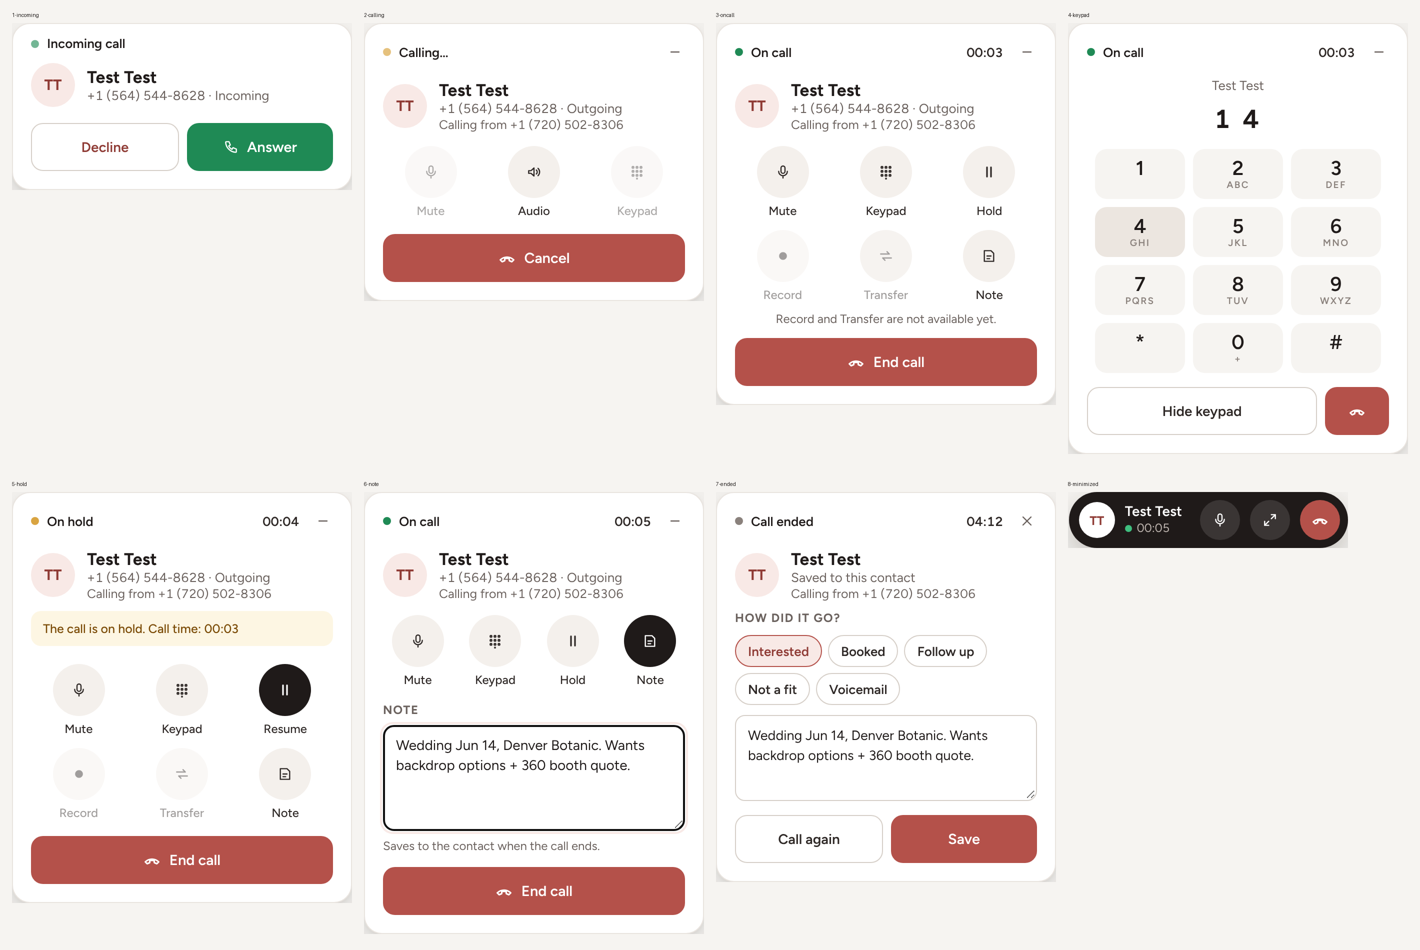 1-incoming
Incoming call
TT
Test Test
+1 (564) 544-8628 · Incoming
Decline
Answer
2-calling
Calling...
TT
Test Test
+1 (564) 544-8628 · Outgoing
Calling from +1 (720) 502-8306
Mute
Audio
Keypad
Cancel
3-oncall
On call
00:03
TT
Test Test
+1 (564) 544-8628 · Outgoing
Calling from +1 (720) 502-8306
Mute
Keypad
Hold
Record
Transfer
Note
Record and Transfer are not available yet.
End call
4-keypad
On call
00:03
Test Test
1 4
1
2
ABC
3
DEF
4
GHI
5
JKL
6
MNO
7
PQRS
8
TUV
9
WXYZ
*
0
+
#
Hide keypad
5-hold
On hold
00:04
TT
Test Test
+1 (564) 544-8628 · Outgoing
Calling from +1 (720) 502-8306
The call is on hold. Call time: 00:03
Mute
Keypad
Resume
Record
Transfer
Note
End call
6-note
On call
00:05
TT
Test Test
+1 (564) 544-8628 · Outgoing
Calling from +1 (720) 502-8306
Mute
Keypad
Hold
Note
NOTE
Wedding Jun 14, Denver Botanic. Wants
backdrop options + 360 booth quote.
Saves to the contact when the call ends.
End call
7-ended
Call ended
04:12
TT
Test Test
Saved to this contact
Calling from +1 (720) 502-8306
HOW DID IT GO?
Interested
Booked
Follow up
Not a fit
Voicemail
Wedding Jun 14, Denver Botanic. Wants
backdrop options + 360 booth quote.
Call again
Save
8-minimized
TT
Test Test
00:05